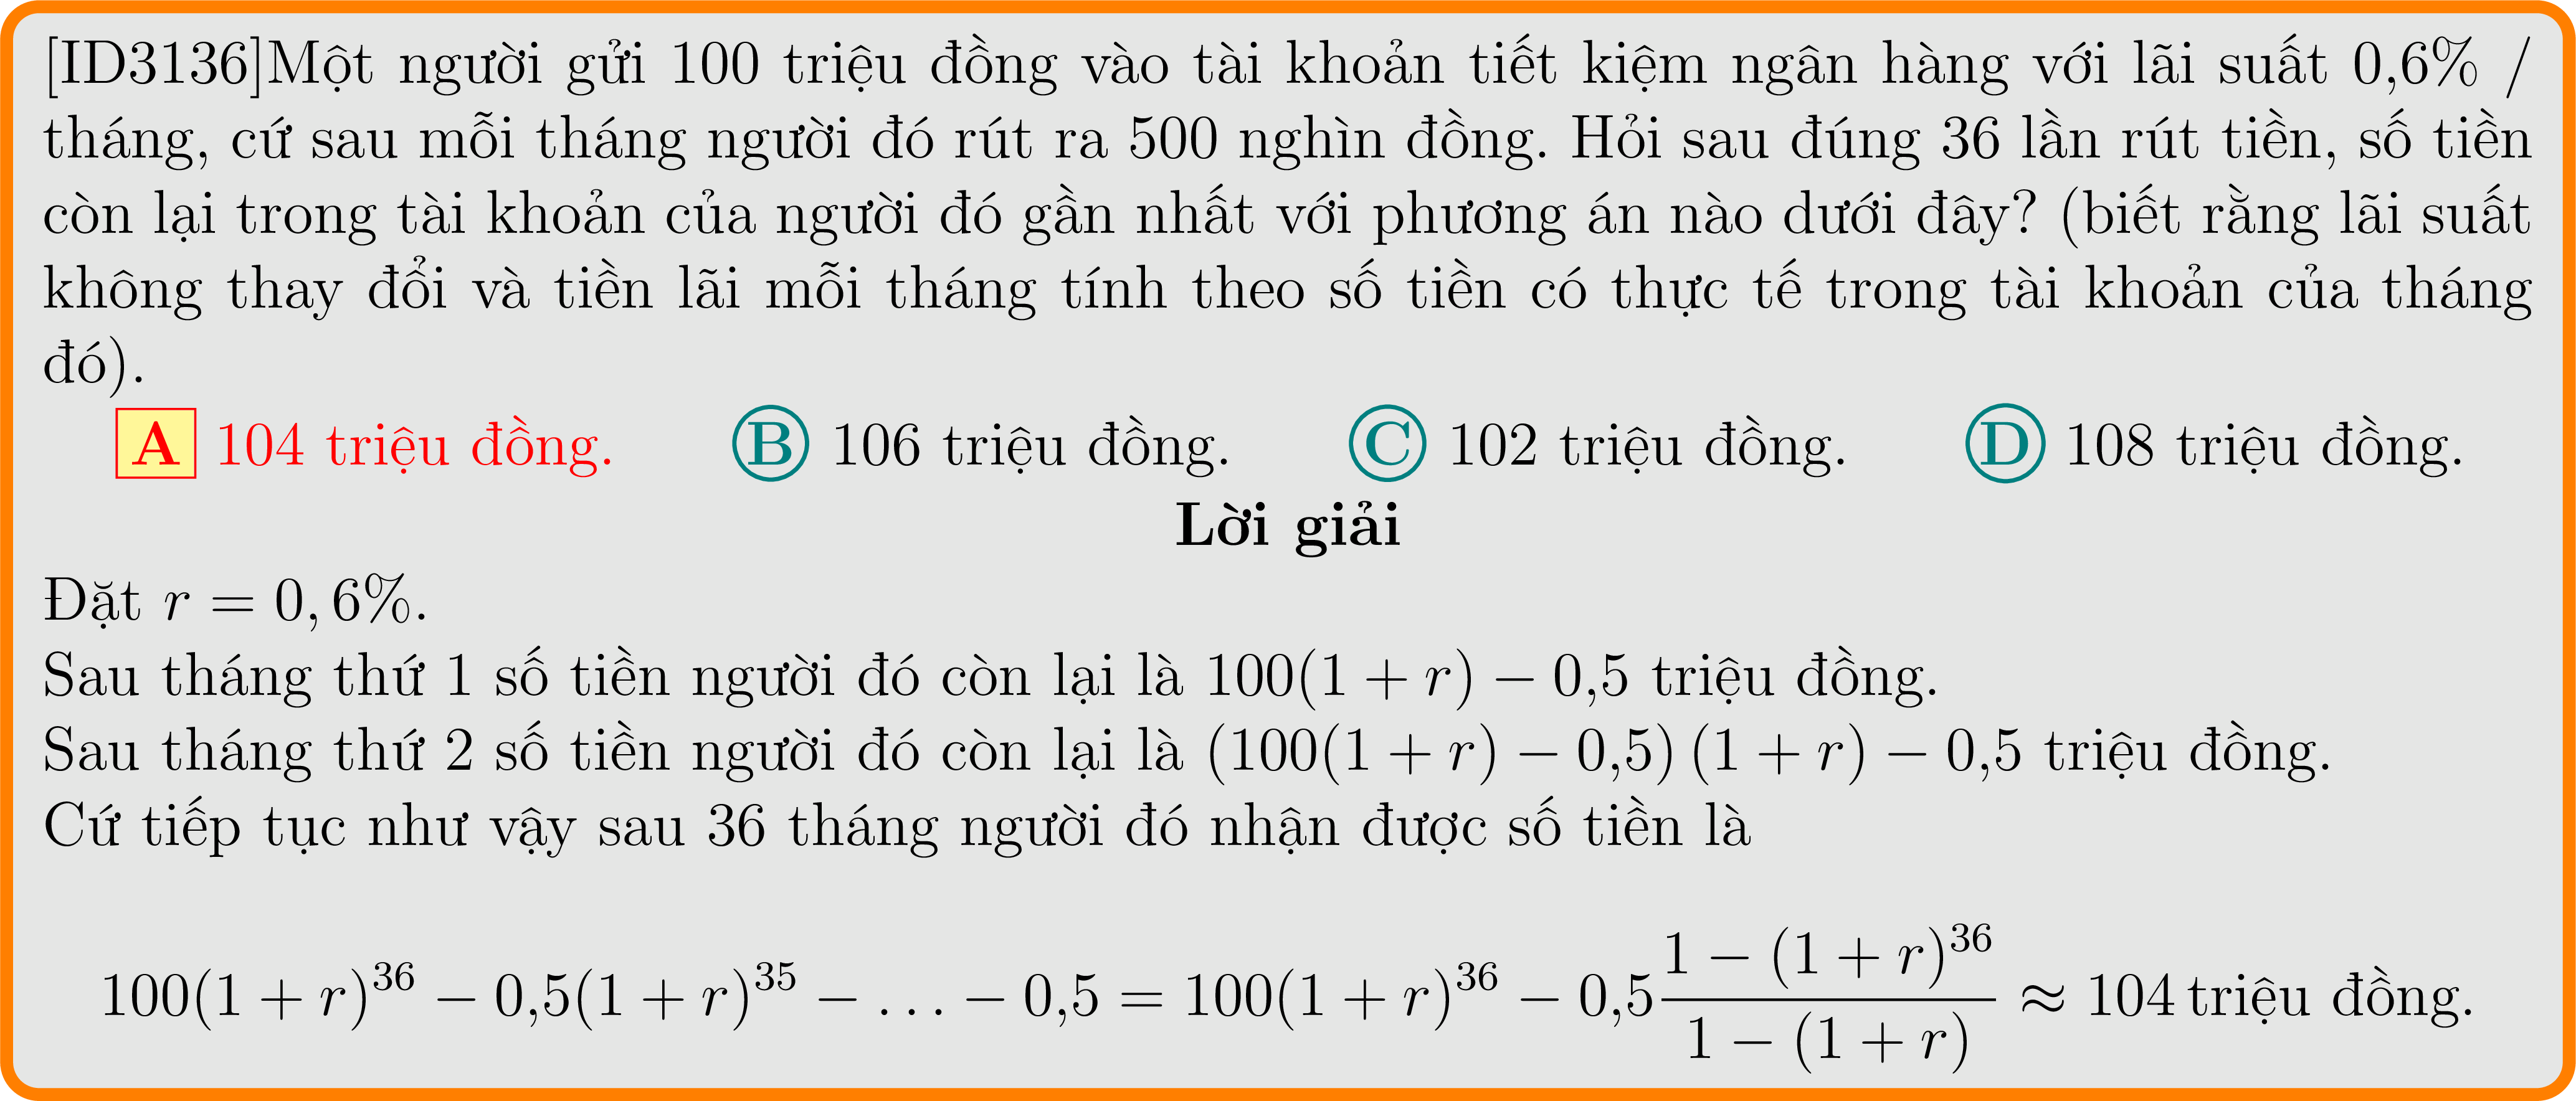 [ID3136]Một người gửi 100 triệu đồng vào tài khoản tiết kiệm ngân hàng với lãi suất 0,6% /
tháng, cứ sau mỗi tháng người đó rút ra 500 nghìn đồng. Hỏi sau đúng 36 lần rút tiền, số tiền
còn lại trong tài khoản của người đó gần nhất với phương án nào dưới đây? (biết rằng lãi suất
không thay đổi và tiền lãi mỗi tháng tính theo số tiền có thực tế trong tài khoản của tháng
đó).
A 104 triệu đồng. B 106 triệu đồng. C 102 triệu đồng. D 108 triệu đồng.
Lời giải
Đặt r = 0,6%.
Sau tháng thứ 1 số tiền người đó còn lại là 100(1 + r) − 0,5 triệu đồng.
Sau tháng thứ 2 số tiền người đó còn lại là (100(1 + r) − 0,5) (1 + r) − 0,5 triệu đồng.
Cứ tiếp tục như vậy sau 36 tháng người đó nhận được số tiền là
$100(1 + r)^{36} - 0,5(1 + r)^{35} - \ldots - 0,5 = 100(1 + r)^{36} - 0,5\frac{1 - (1 + r)^{36}}{1 - (1 + r)} \approx 104$ triệu đồng.